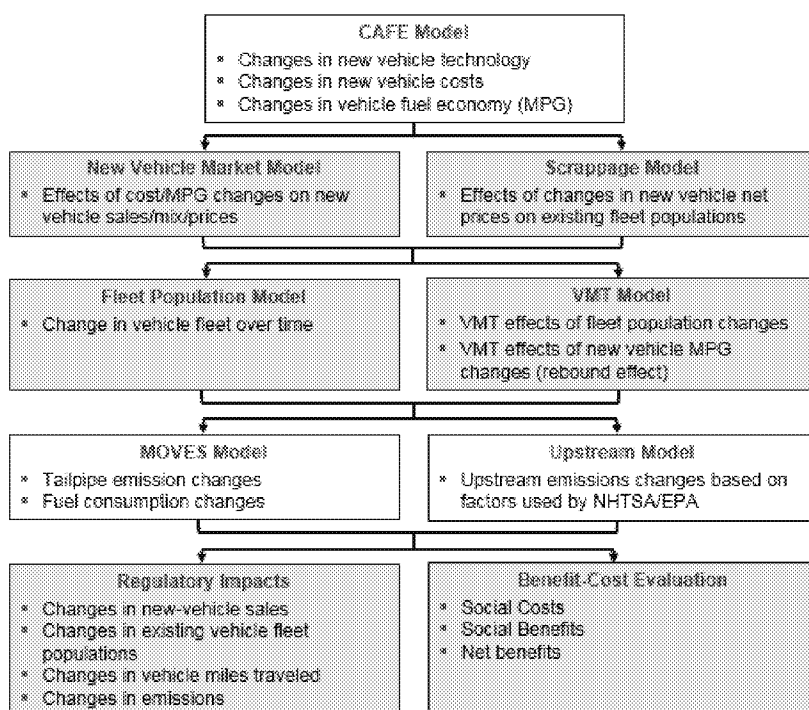 CAFE Model
* Changes in new vehicle technology
* Changes in new vehicle costs
* Changes in vehicle fuel economy (MPG)
New Vehicle Market Model
* Effects of cost/MPG changes on new
vehicle sales/mix/prices
Scrappage Model
* Effects of changes in new vehicle net
prices on existing fleet populations
Fleet Population Model
* Change in vehicle fleet over time
VMT Model
* VMT effects of fleet population changes
* VMT effects of new vehicle MPG
changes (rebound effect)
MOVES Model
* Tailpipe emission changes
* Fuel consumption changes
Upstream Model
* Upstream emissions changes based on
factors used by NHTSA/EPA
Regulatory Impacts
* Changes in new-vehicle sales
* Changes in existing vehicle fleet
populations
* Changes in vehicle miles traveled
* Changes in emissions
Benefit-Cost Evaluation
* Social Costs
* Social Benefits
* Net benefits